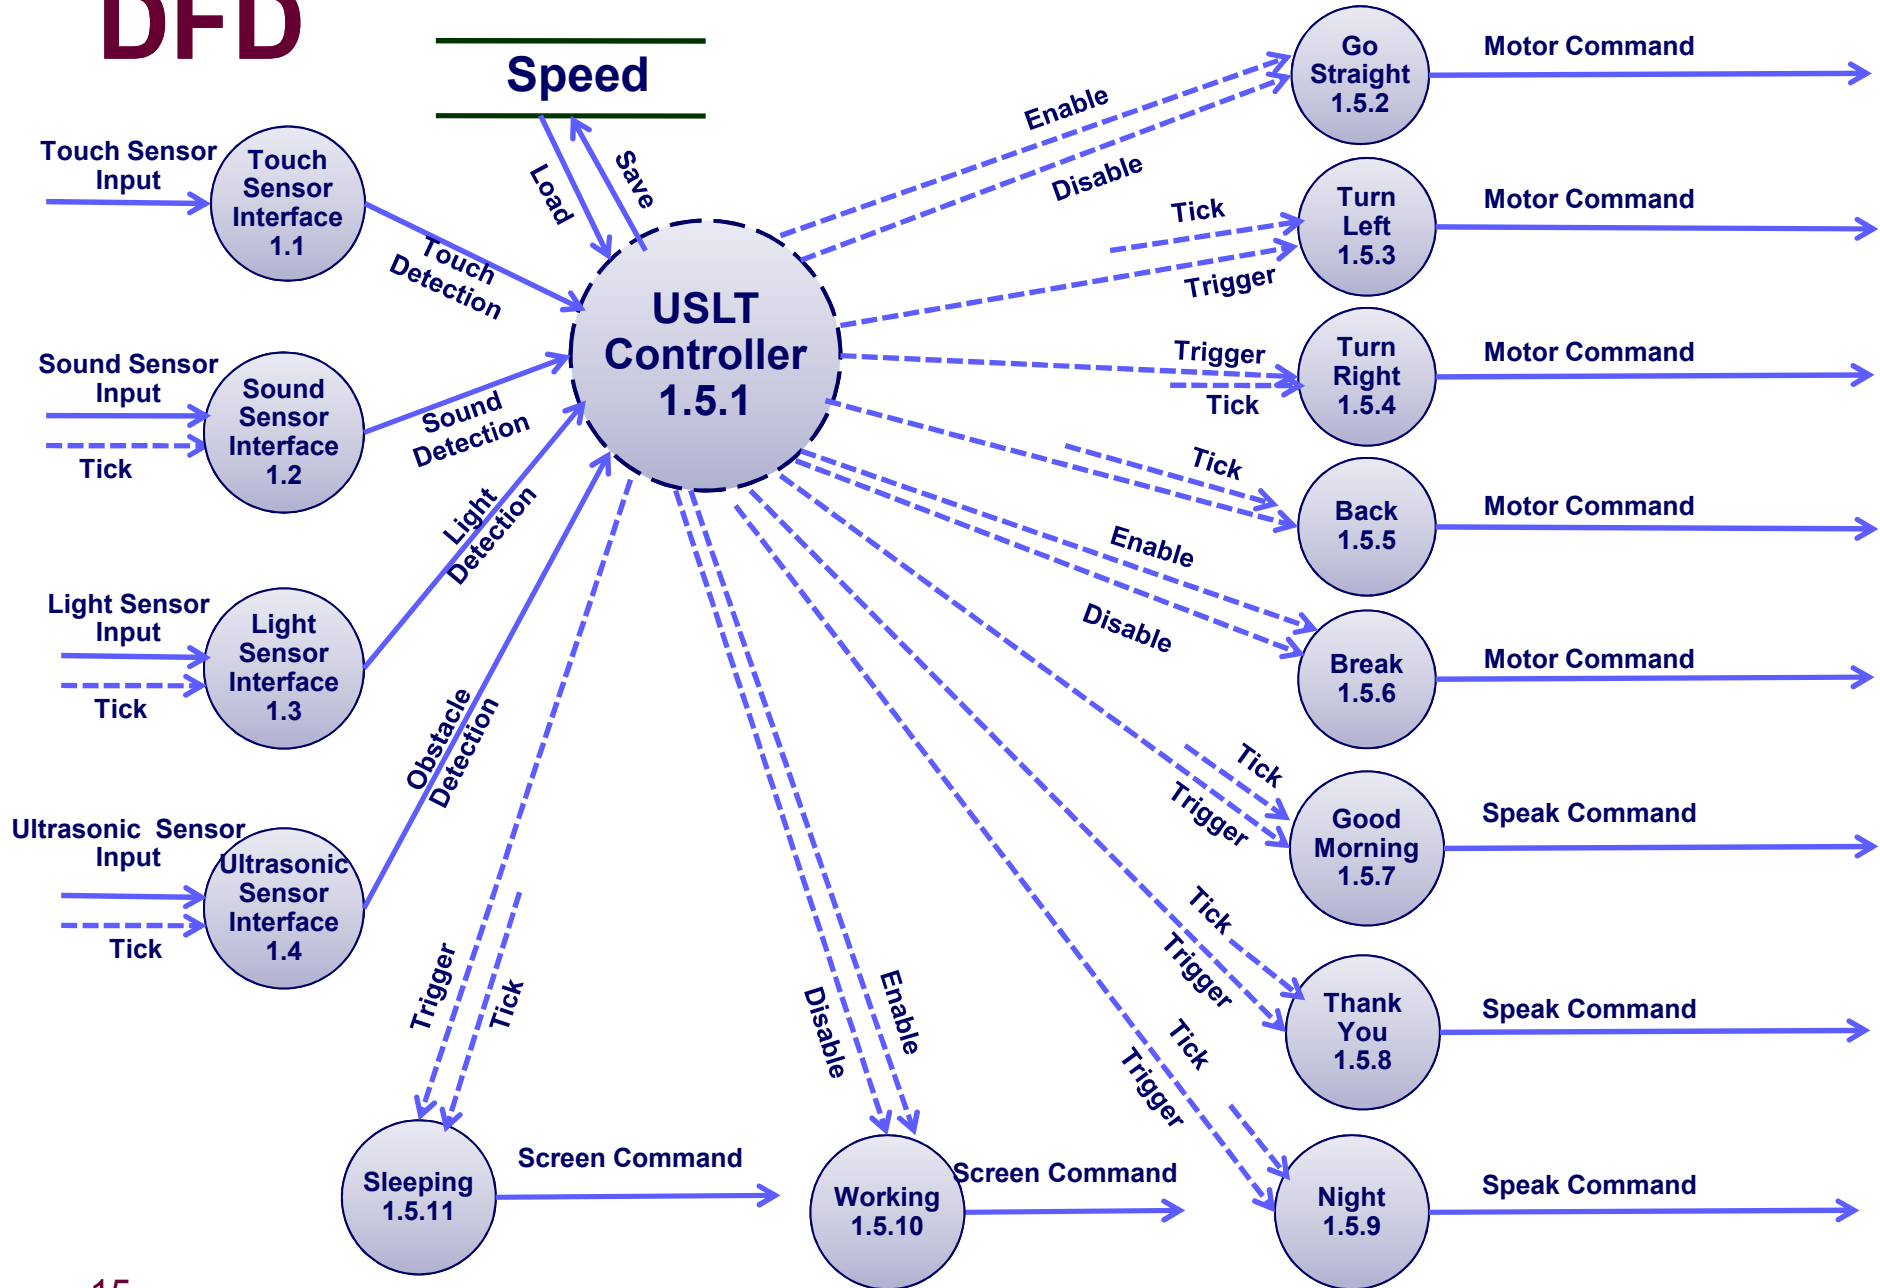 DFD
Speed
Load
Save
Touch Sensor
Input
Touch
Sensor
Interface
1.1
Touch
Detection
Sound Sensor
Input
Tick
Sound
Sensor
Interface
1.2
Sound
Detection
Light Sensor
Input
Tick
Light
Sensor
Interface
1.3
Light
Detection
Ultrasonic  Sensor
Input
Tick
Ultrasonic
Sensor
Interface
1.4
Obstacle
Detection
USLT
Controller
1.5.1
Enable
Disable
Go
Straight
1.5.2
Motor Command
Tick
Trigger
Turn
Left
1.5.3
Motor Command
Trigger
Tick
Turn
Right
1.5.4
Motor Command
Tick
Back
1.5.5
Motor Command
Enable
Disable
Break
1.5.6
Motor Command
Tick
Trigger
Good
Morning
1.5.7
Speak Command
Tick
Trigger
Thank
You
1.5.8
Speak Command
Tick
Trigger
Night
1.5.9
Speak Command
Disable
Enable
Working
1.5.10
Screen Command
Trigger
Tick
Sleeping
1.5.11
Screen Command
15